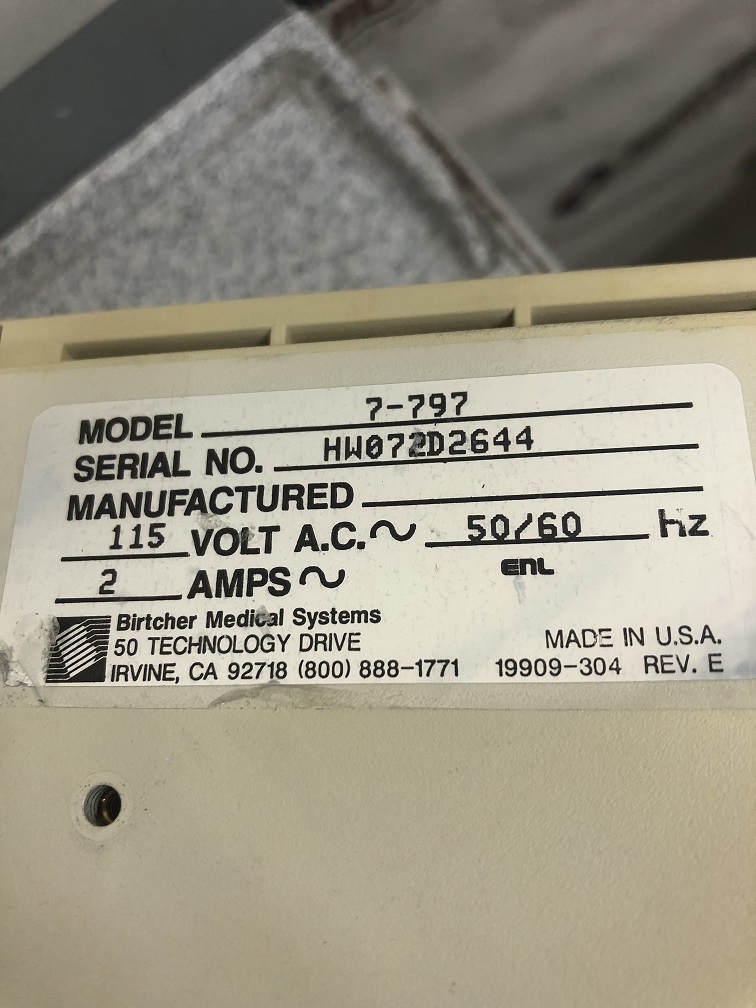 MODEL 7-797
SERIAL NO. HW072D2644
MANUFACTURED
115 VOLT A.C.~ 50/60 hz
2 AMPS~ ENL
Birtcher Medical Systems
50 TECHNOLOGY DRIVE MADE IN U.S.A.
IRVINE, CA 92718 (800) 888-1771 19909-304 REV. E